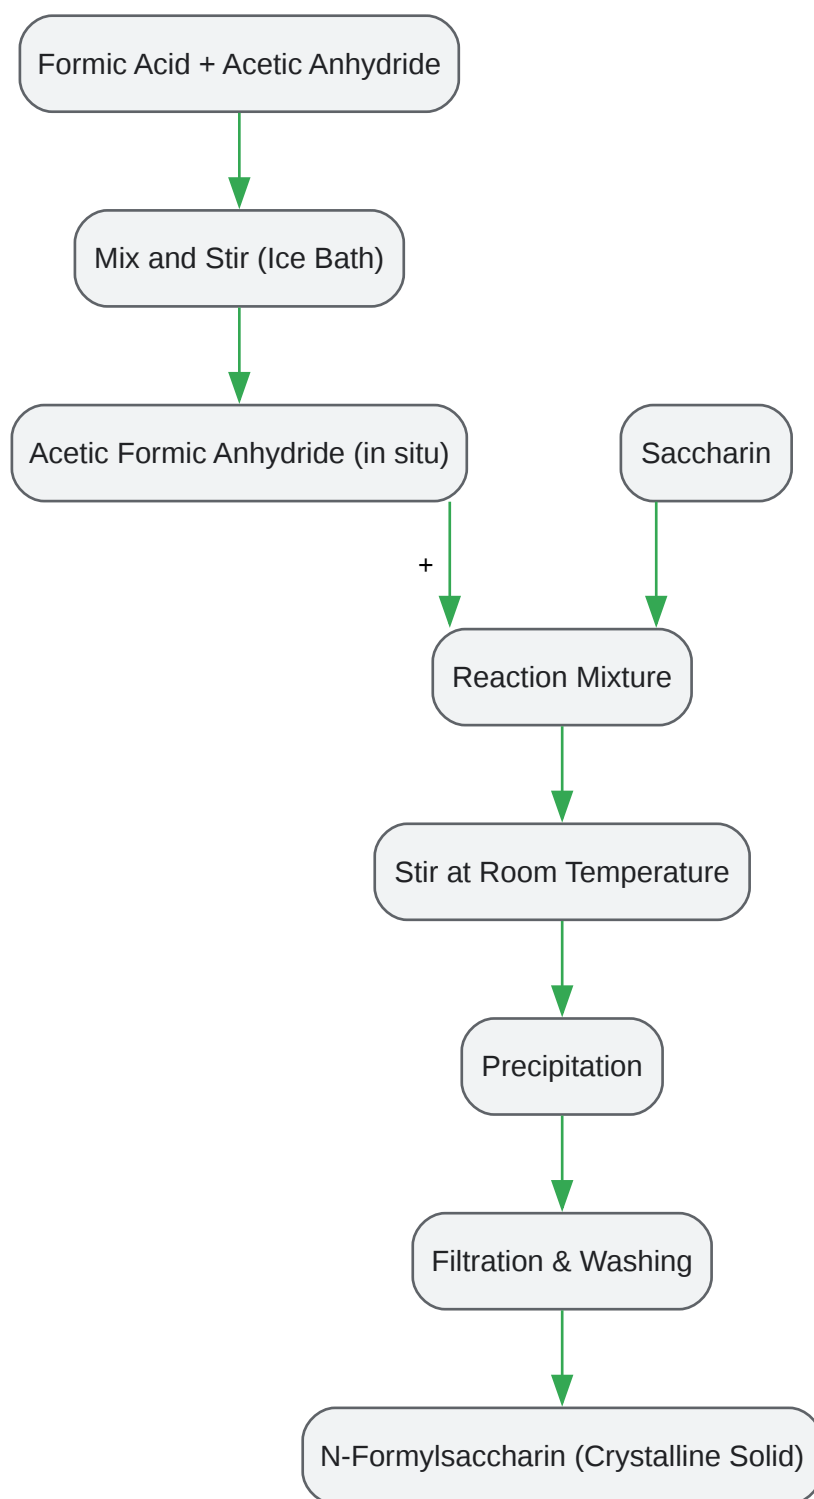 Formic Acid + Acetic Anhydride
Mix and Stir (Ice Bath)
Acetic Formic Anhydride (in situ)
Saccharin
+
Reaction Mixture
Stir at Room Temperature
Precipitation
Filtration & Washing
N-Formylsaccharin (Crystalline Solid)